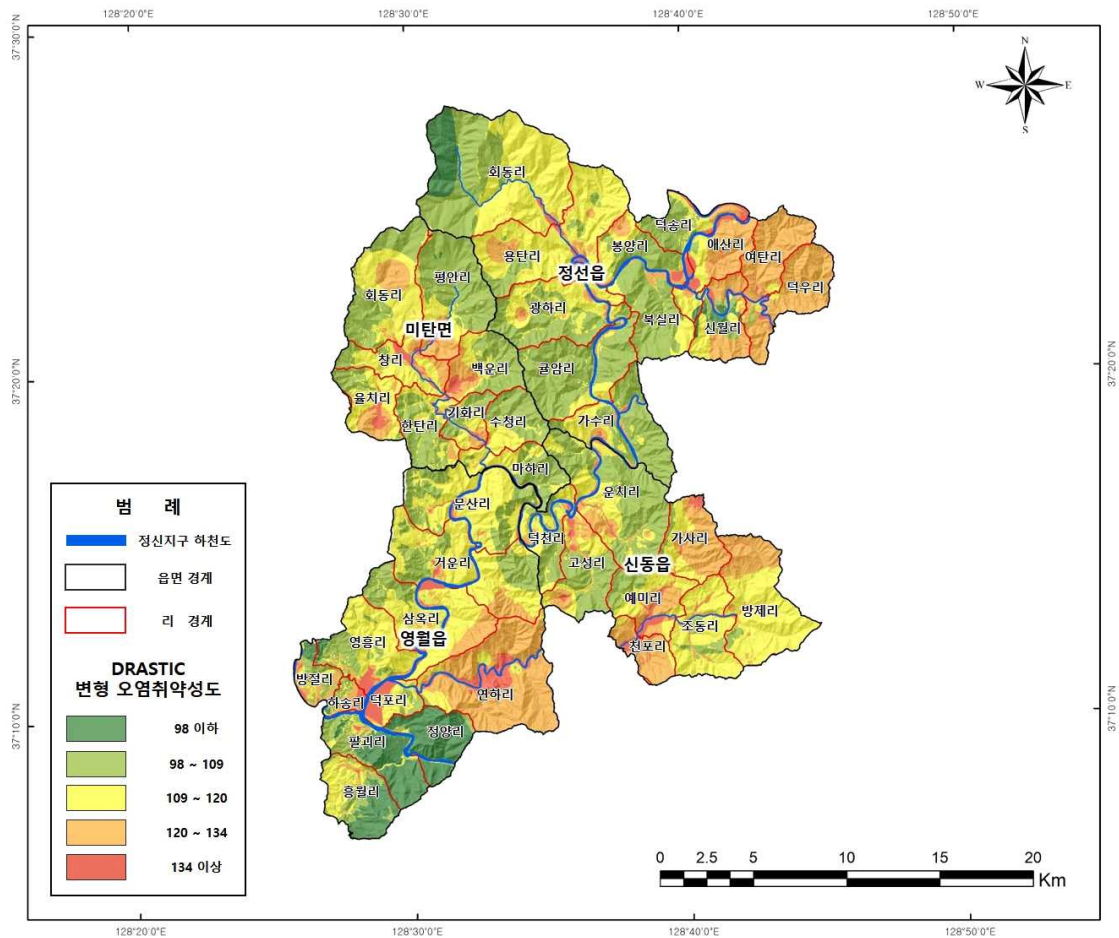 128°20'0"E
128°30'0"E
128°40'0"E
128°50'0"E
37°30'0"N
N
W
E
S
회동리
덕송리
봉양리
애산리
여탄리
용탄리
정선읍
평안리
덕우리
회동리
광하리
북실리
신월리
미탄면
창리
백운리
귤암리
37°20'0"N
37°20'0"N
율치리
기화리
한탄리
수청리
가수리
마하리
운치리
문산리
덕천리
가사리
거운리
고성리
신동읍
예미리
방제리
삼옥리
조동리
영흥리
영월읍
천포리
방절리
연하리
하송리
덕포리
37°10'0"N
37°10'0"N
팔괴리
정양리
흥월리
범 례
정신지구 하천도
읍면 경계
리 경계
DRASTIC
변형 오염취약성도
98 이하
98 ~ 109
109 ~ 120
120 ~ 134
134 이상
0 2.5 5 10 15 20
Km
128°20'0"E
128°30'0"E
128°40'0"E
128°50'0"E